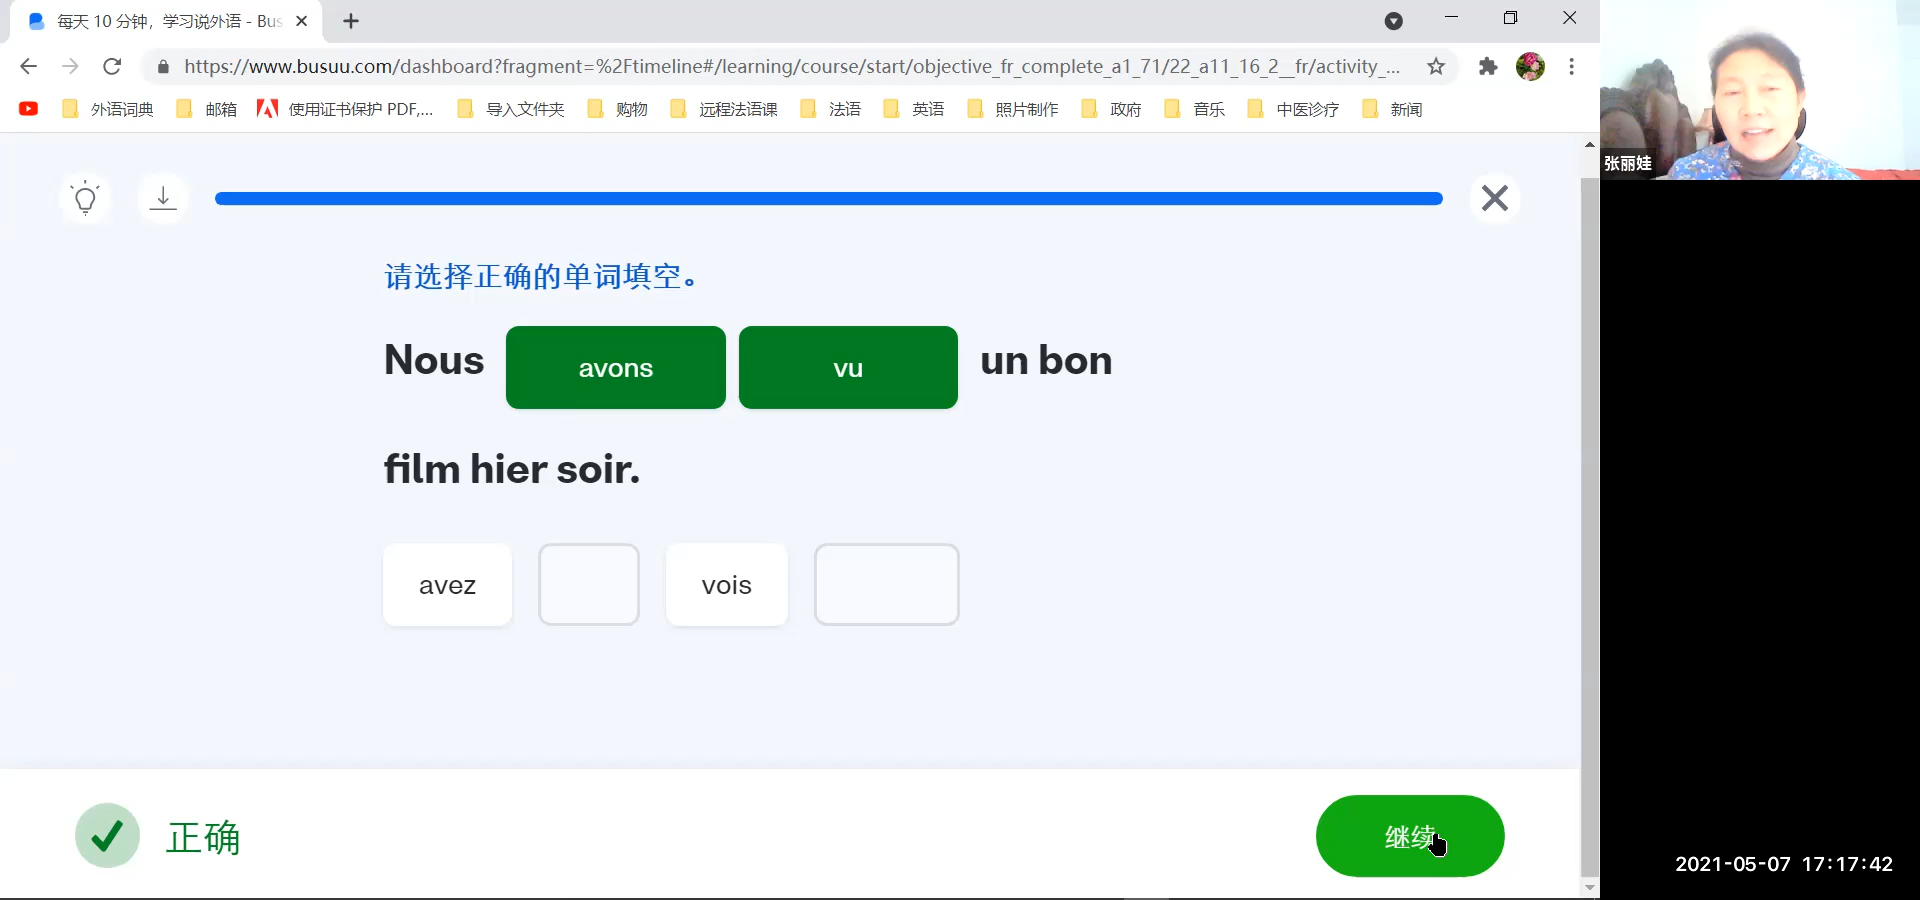 每天 10 分钟，学习说外语 - Bus
https://www.busuu.com/dashboard?fragment=%2Ftimeline#/learning/course/start/objective_fr_complete_a1_71/22_a11_16_2__fr/activity_...
外语词典 邮箱 使用证书保护 PDF,... 导入文件夹 购物 远程法语课 法语 英语 照片制作 政府 音乐 中医诊疗 新闻
张丽娃
请选择正确的单词填空。
Nous avons vu un bon
film hier soir.
avez vois
正确 继续
2021-05-07 17:17:42